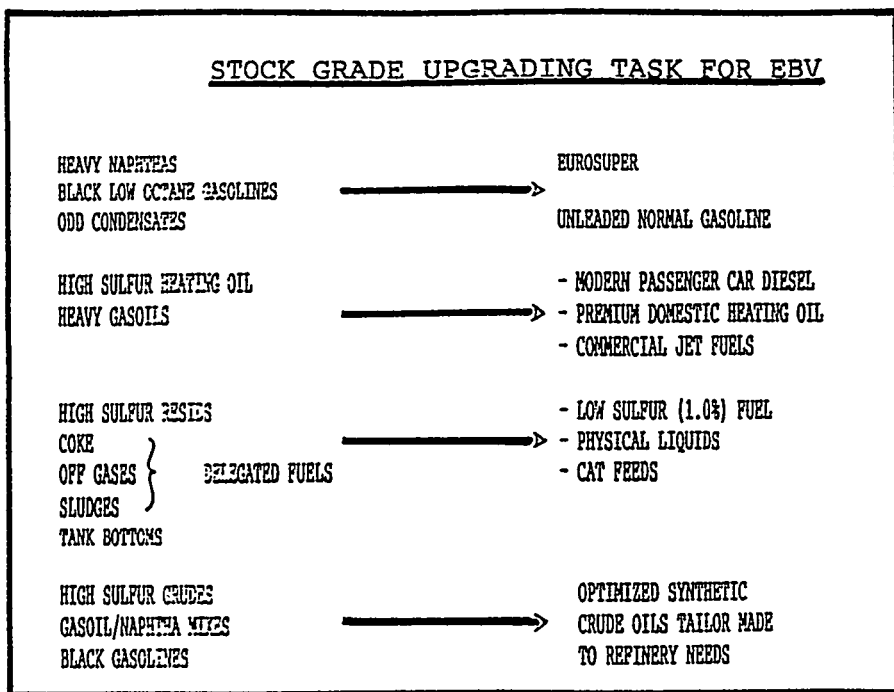 STOCK GRADE UPGRADING TASK FOR EBV
HEAVY NAPHTHAS
BLACK LOW OCTANE GASOLINES
ODD CONDENSATES
EUROSUPER
UNLEADED NORMAL GASOLINE
HIGH SULFUR HEATING OIL
HEAVY GASOILS
- MODERN PASSENGER CAR DIESEL
- PREMIUM DOMESTIC HEATING OIL
- COMMERCIAL JET FUELS
HIGH SULFUR RESIDS
COKE
OFF GASES
SLUDGES
TANK BOTTOMS
DELEGATED FUELS
- LOW SULFUR (1.0%) FUEL
- PHYSICAL LIQUIDS
- CAT FEEDS
HIGH SULFUR CRUDES
GASOIL/NAPHTHA MIXES
BLACK GASOLINES
OPTIMIZED SYNTHETIC
CRUDE OILS TAILOR MADE
TO REFINERY NEEDS